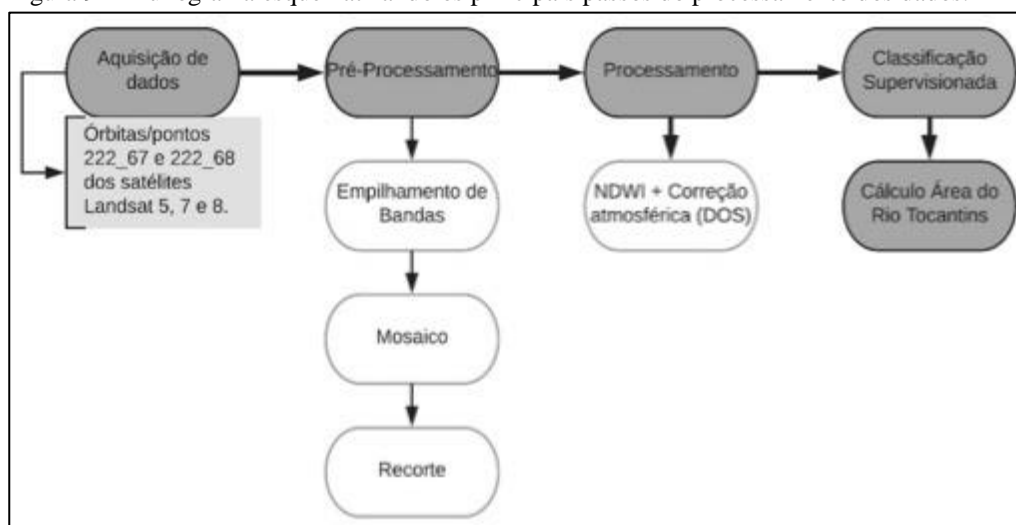 Aquisição de
dados
Pré-Processamento
Processamento
Classificação
Supervisionada
Órbitas/pontos
222_67 e 222_68
dos satélites
Landsat 5, 7 e 8.
Empilhamento de
Bandas
NDWI + Correção
atmosférica (DOS)
Cálculo Área do
Rio Tocantins
Mosaico
Recorte